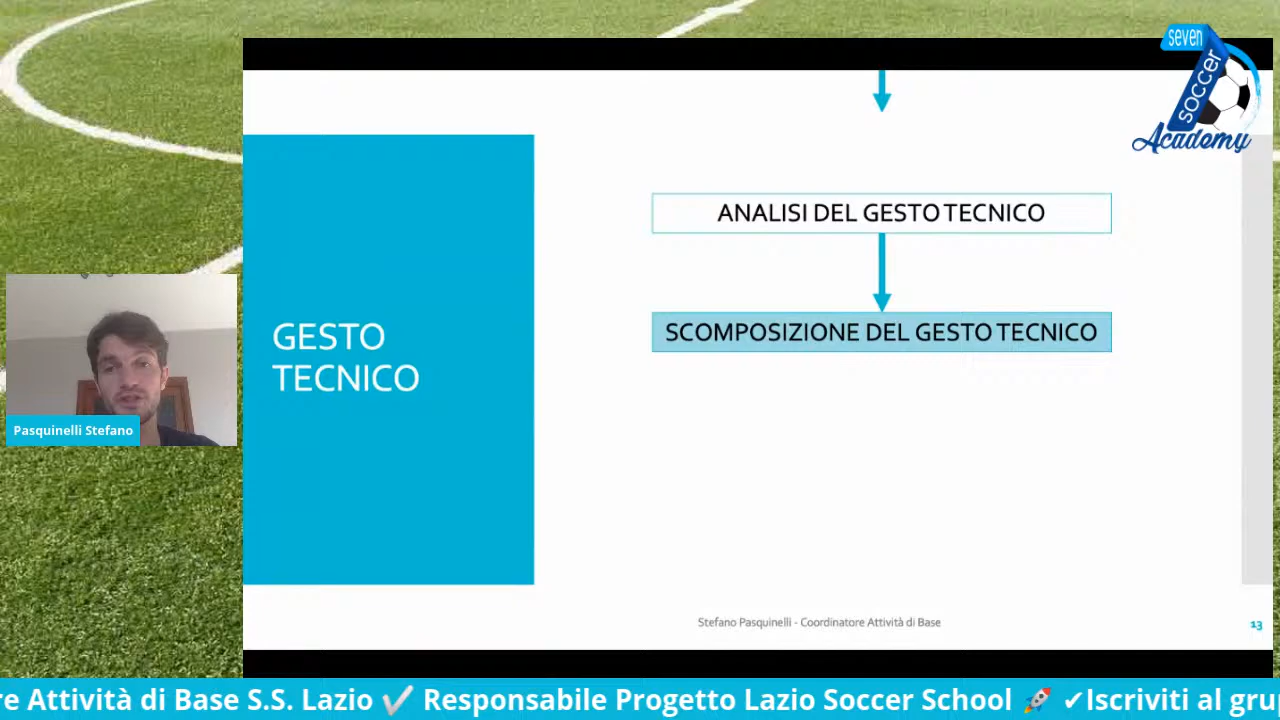 seven
SOCCER
Academy
ANALISI DEL GESTO TECNICO
SCOMPOSIZIONE DEL GESTO TECNICO
GESTO
TECNICO
Pasquinelli Stefano
Stefano Pasquinelli - Coordinatore Attività di Base
13
re Attività di Base S.S. Lazio ✔️ Responsabile Progetto Lazio Soccer School 🚀 ✔Iscriviti al gru